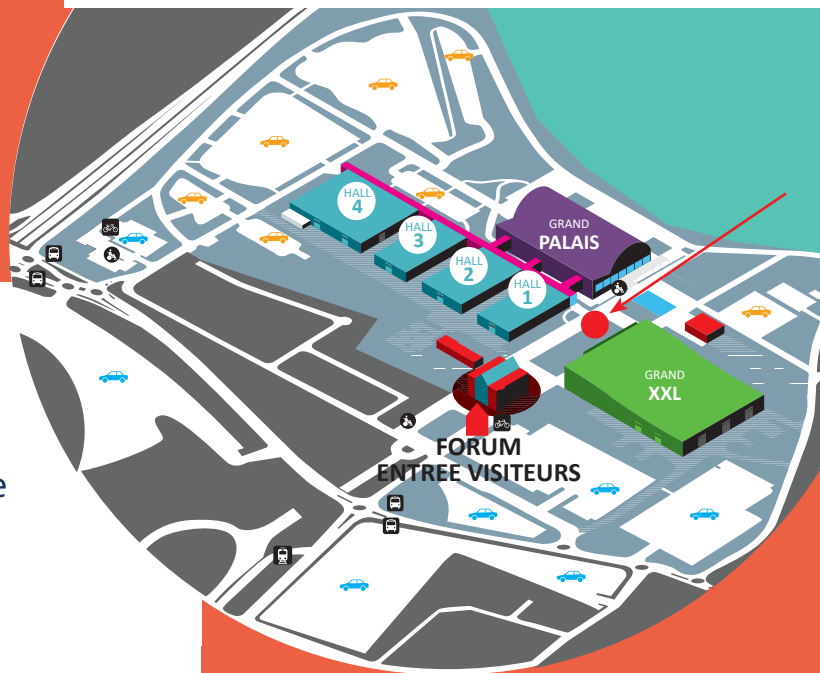 HALL
4
HALL
3
HALL
2
HALL
1
GRAND
PALAIS
GRAND
XXL
FORUM
ENTREE VISITEURS
e